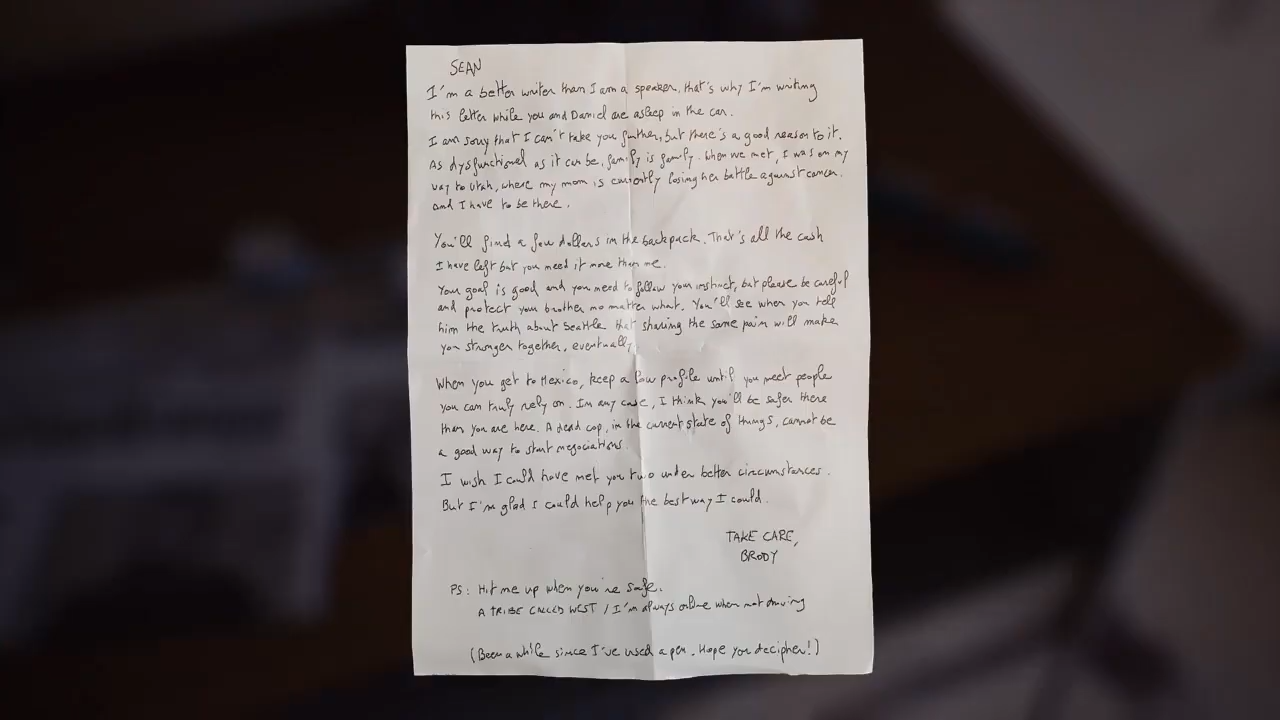 SEAN
I'm a better writer than I am a speaker, that's why I'm writing
this letter while you and Daniel are asleep in the car.
I am sorry that I can't take you further, but there's a good reason to it.
As dysfunctional as it can be, family is family. When we met, I was on my
way to Utah, where my mom is currently losing her battle against cancer.
and I have to be there.
You'll find a few dollars in the backpack. That's all the cash
I have left but you need it more than me.
Your goal is good and you need to follow your instinct, but please be careful
and protect your brother no matter what. You'll see when you tell
him the truth about Seattle that sharing the same pain will make
you stronger together, eventually.
When you get to Mexico, keep a low profile until you meet people
you can truly rely on. In any case, I think you'll be safer there
than you are here. A dead cop, in the current state of things, cannot be
a good way to start negociations.
I wish I could have met you two under better circumstances.
But I'm glad I could help you the best way I could.
TAKE CARE,
BRODY
PS: Hit me up when you're safe.
A TRIBE CALLED WEST / I'm always online when not driving
(Been a while since I've used a pen. Hope you decipher!)